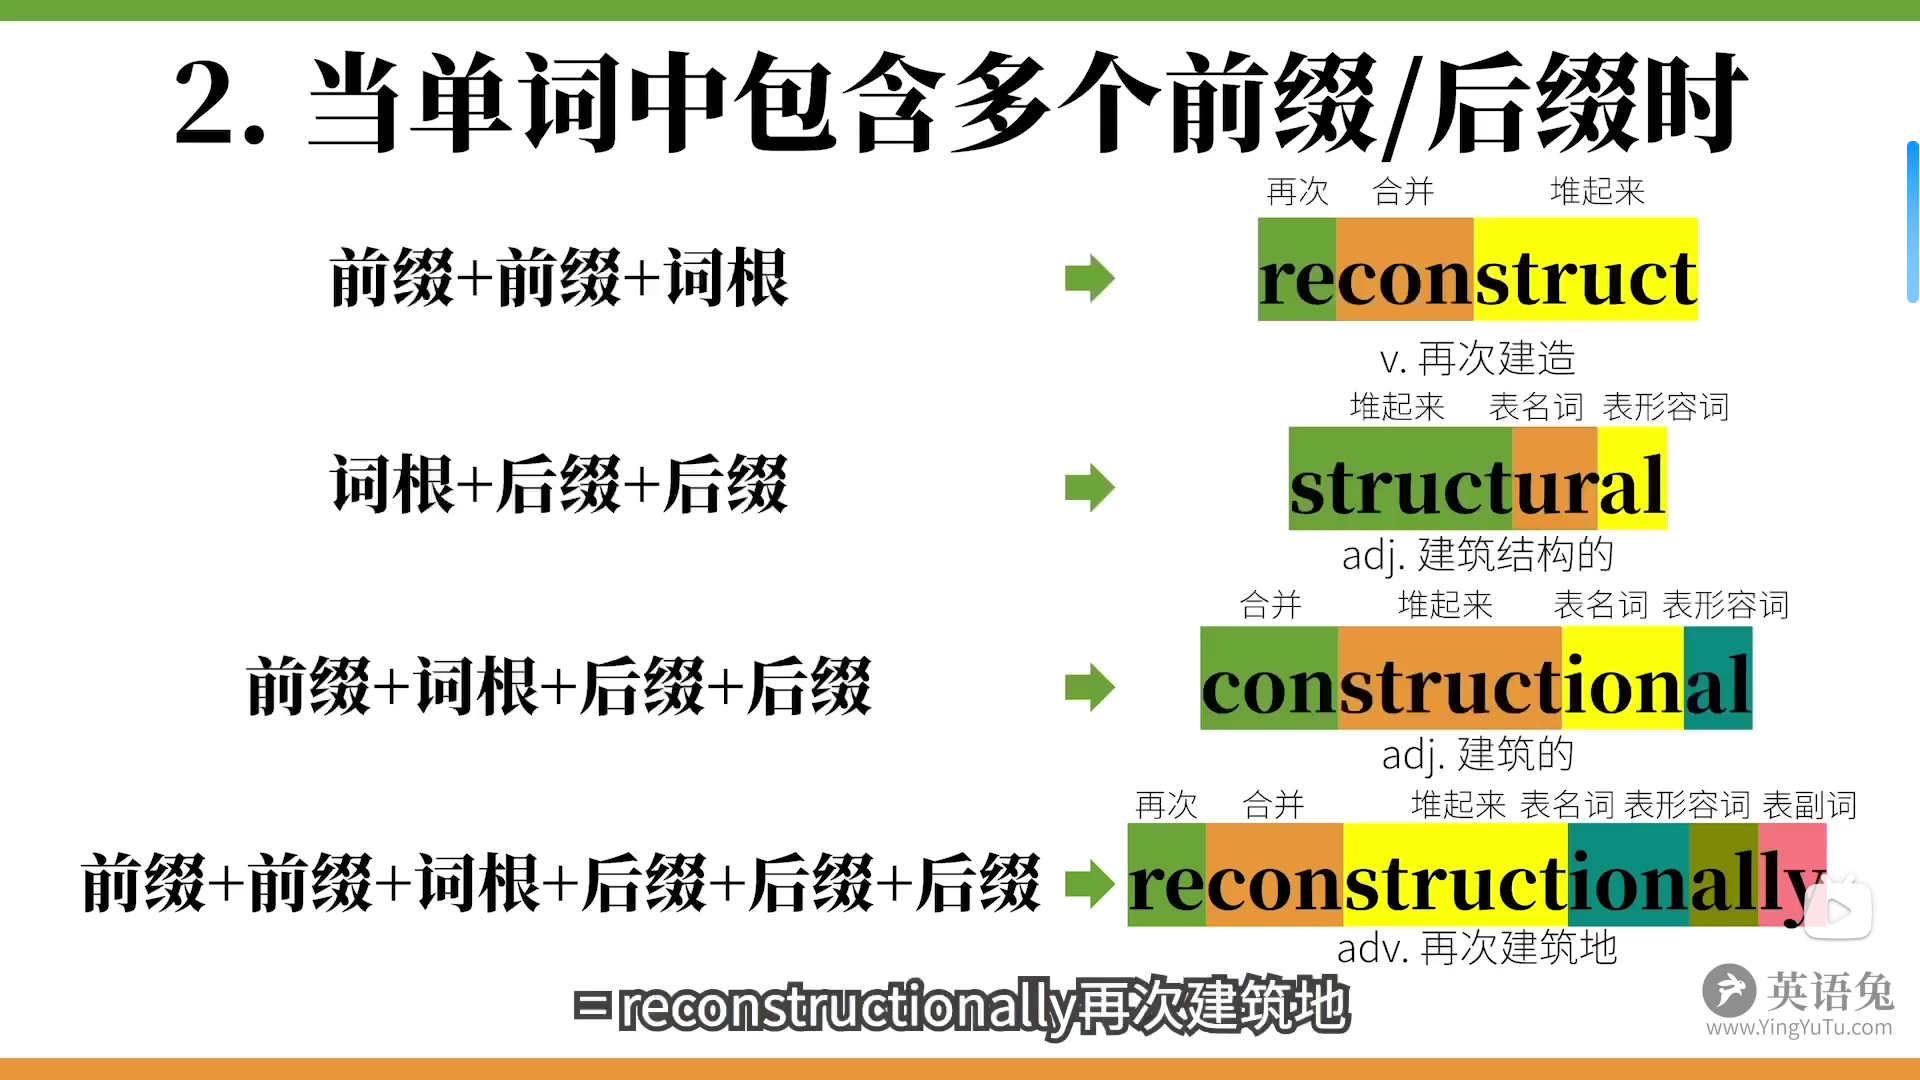 2. 当单词中包含多个前缀/后缀时
再次 合并 堆起来
前缀+前缀+词根 reconstruct
v. 再次建造
堆起来 表名词 表形容词
词根+后缀+后缀 structural
adj. 建筑结构的
合并 堆起来 表名词 表形容词
前缀+词根+后缀+后缀 constructional
adj. 建筑的
再次 合并 堆起来 表名词 表形容词 表副词
前缀+前缀+词根+后缀+后缀+后缀 reconstructionally
adv. 再次建筑地
=reconstructionally再次建筑地
英语兔
www.YingYuTu.com